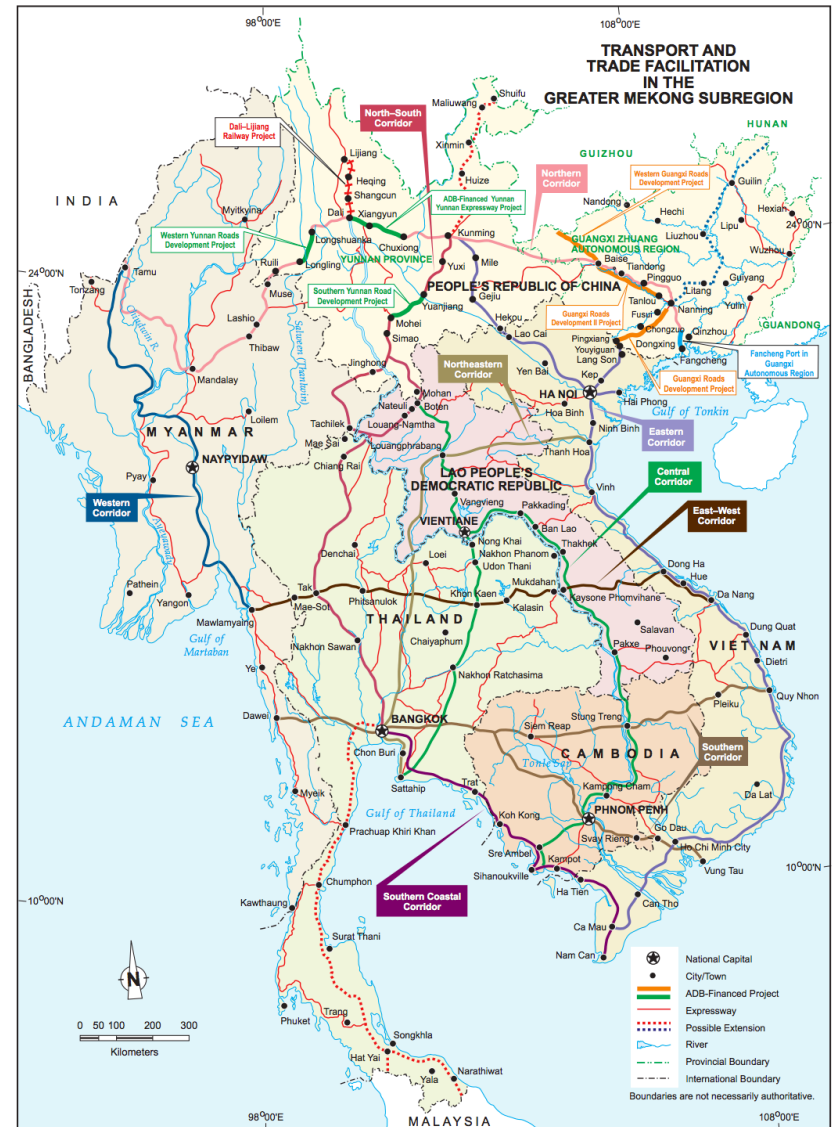 98°00'E
108°00'E
TRANSPORT AND
TRADE FACILITATION
IN THE
GREATER MEKONG SUBREGION
Shuifu
Maliuwang
North–South
Corridor
Dali–Lijiang
Railway Project
Xinmin
HUNAN
Lijiang
GUIZHOU
Heqing
Huize
Northern
Corridor
Western Guangxi Roads
Development Project
Guilin
Shangcun
ADB-Financed Yunnan
Yunnan Expressway Project
INDIA
Nandong
Hechi
Hexian
Myitkyina
Dali
Xiangyun
Lipu
24°00'N
Western Yunnan Roads
Development Project
Longshuanka
Chuxiong
Kunming
GUANGXI ZHUANG
AUTONOMOUS REGION
Liuzhou
Wuzhou
YUNNAN PROVINCE
Baise
24°00'N
Tamu
Ruili
Longling
Yuxi
Mile
Tiandong
Pingguo
Guiyang
Tonzang
Muse
Southern Yunnan Road
Development Project
PEOPLE'S REPUBLIC OF CHINA
Litang
Yulin
Yuanjiang
Gejiu
Tanlou
Nanning
BANGLADESH
Chindwin R.
Salween (Thanlwin)
Lashio
Mohei
Hekou
Guangxi Roads
Development II Project
Fusui
Chongzuo
Qinzhou
GUANDONG
Simao
Lao Cai
Pingxiang
Dongxing
Thibaw
Youyiguan
Fangcheng
Fancheng Port in
Guangxi
Autonomous Region
Lang Son
Northeastern
Corridor
Yen Bai
Kep
Guangxi Roads
Development Project
Mandalay
Jinghong
Mohan
HA NOI
Hai Phong
Nateuli
Boten
Hoa Binh
Gulf of Tonkin
Loilem
Tachilek
Louang-Namtha
Ninh Binh
Eastern
Corridor
MYANMAR
Mae Sai
Louangphrabang
Thanh Hoa
NAYPYIDAW
Chiang Rai
LAO PEOPLE'S
DEMOCRATIC REPUBLIC
Central
Corridor
Pyay
Vinh
Western
Corridor
Vangvieng
Pakkading
East–West
Corridor
Ayeyawady
VIENTIANE
Ban Lao
Nong Khai
Thakhek
Denchai
Loei
Nakhon Phanom
Udon Thani
Dong Ha
Pathein
Tak
Mukdahan
Hue
Yangon
Mae-Sot
Phitsanulok
Khon Kaen
Kaysone Phomvihane
Da Nang
Mawlamyaing
Kalasin
THAILAND
Salavan
Dung Quat
Gulf of
Martaban
Chaiyaphum
Pakxe
VIET NAM
Nakhon Sawan
Phouvong
Dietri
Ye
Nakhon Ratchasima
Pleiku
Quy Nhon
ANDAMAN SEA
Dawei
BANGKOK
Stung Treng
Siem Reap
CAMBODIA
Southern
Corridor
Chon Buri
Tonle Sap
Sattahip
Trat
Kampong Cham
Da Lat
Myeik
Gulf of Thailand
Koh Kong
PHNOM PENH
Prachuap Khiri Khan
Svay Rieng
Go Dau
Sre Ambel
Ho Chi Minh City
Kampot
Vung Tau
10°00'N
Sihanoukville
Chumphon
Ha Tien
10°00'N
Kawthaung
Southern Coastal
Corridor
Can Tho
Ca Mau
Surat Thani
Nam Can
National Capital
N
City/Town
ADB-Financed Project
Phuket
Trang
Expressway
0 50 100 200 300
Songkhla
Possible Extension
Kilometers
Hat Yai
River
Yala
Narathiwat
Provincial Boundary
International Boundary
Boundaries are not necessarily authoritative.
98°00'E
MALAYSIA
108°00'E